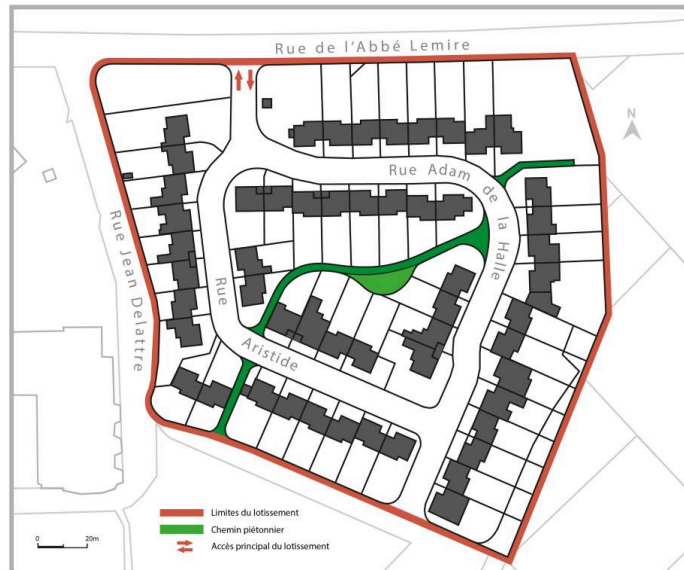 Rue de l'Abbé Lemire
N
Rue Adam de la Halle
Rue Jean Delattre
Rue Aristide
Limites du lotissement
Chemin piétonnier
0 20m
Accès principal du lotissement